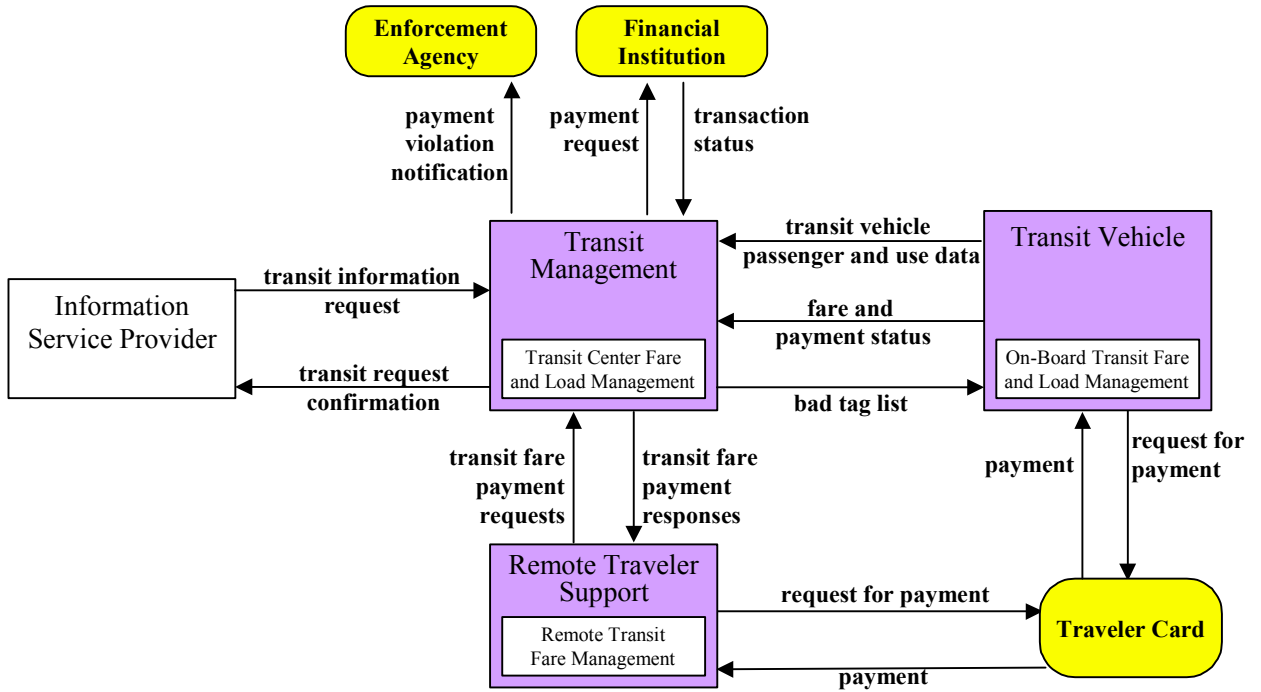 Enforcement
Agency
Financial
Institution
payment
violation
notification
payment
request
transaction
status
Transit
Management
Transit Center Fare
and Load Management
transit vehicle
passenger and use data
fare and
payment status
bad tag list
Transit Vehicle
On-Board Transit Fare
and Load Management
Information
Service Provider
transit information
request
transit request
confirmation
transit fare
payment
requests
transit fare
payment
responses
payment
request for
payment
Remote Traveler
Support
Remote Transit
Fare Management
request for payment
payment
Traveler Card